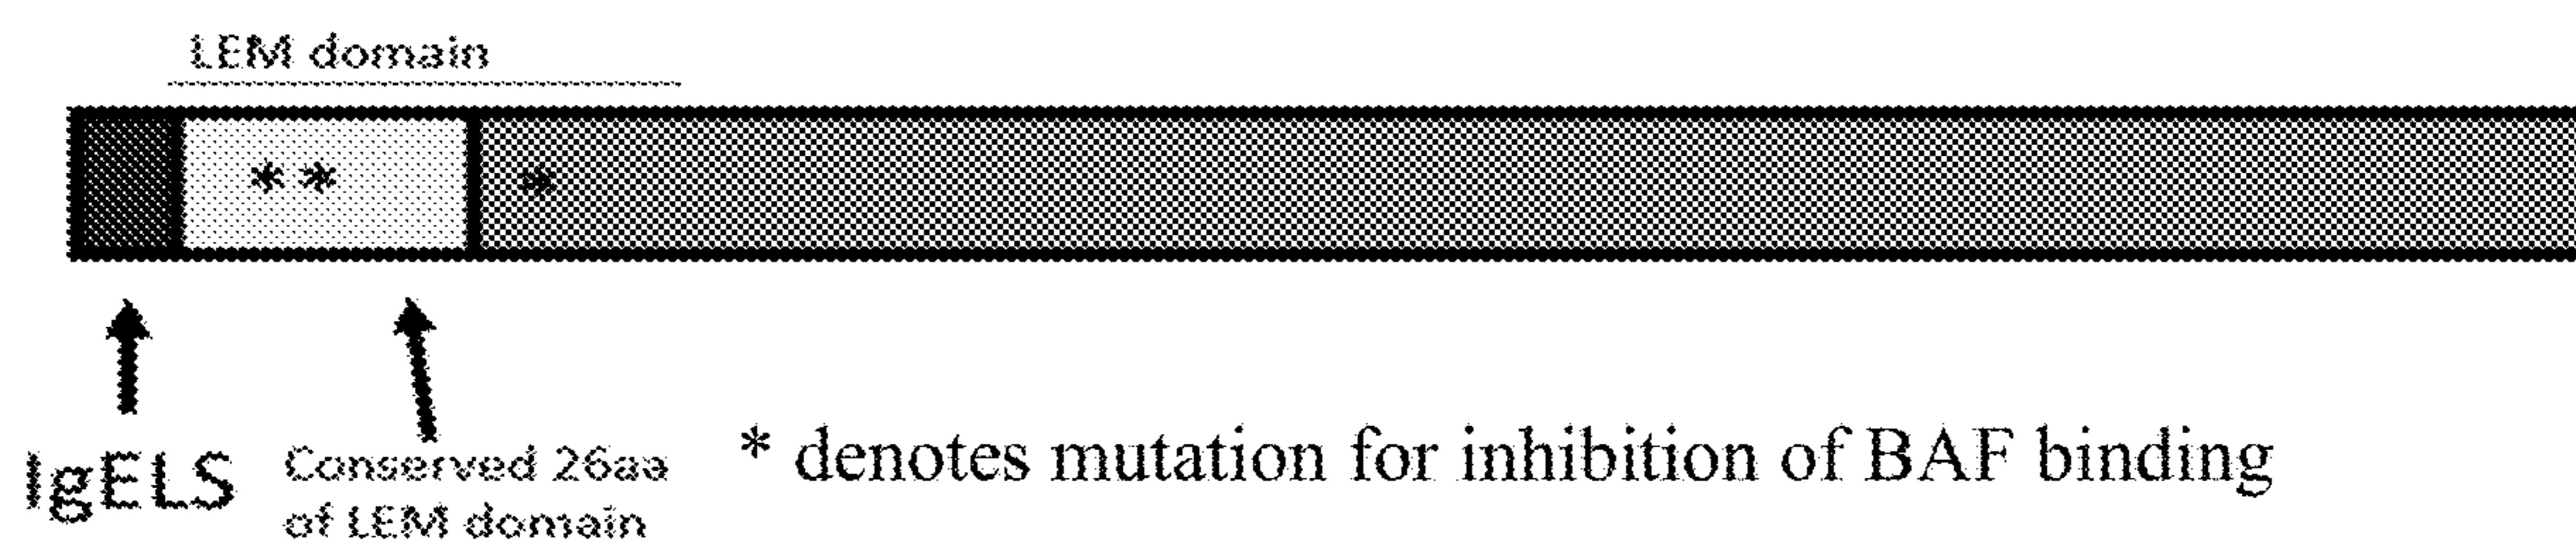 LEM domain
** *
IgELS
Conserved 26aa
of LEM domain
* denotes mutation for inhibition of BAF binding